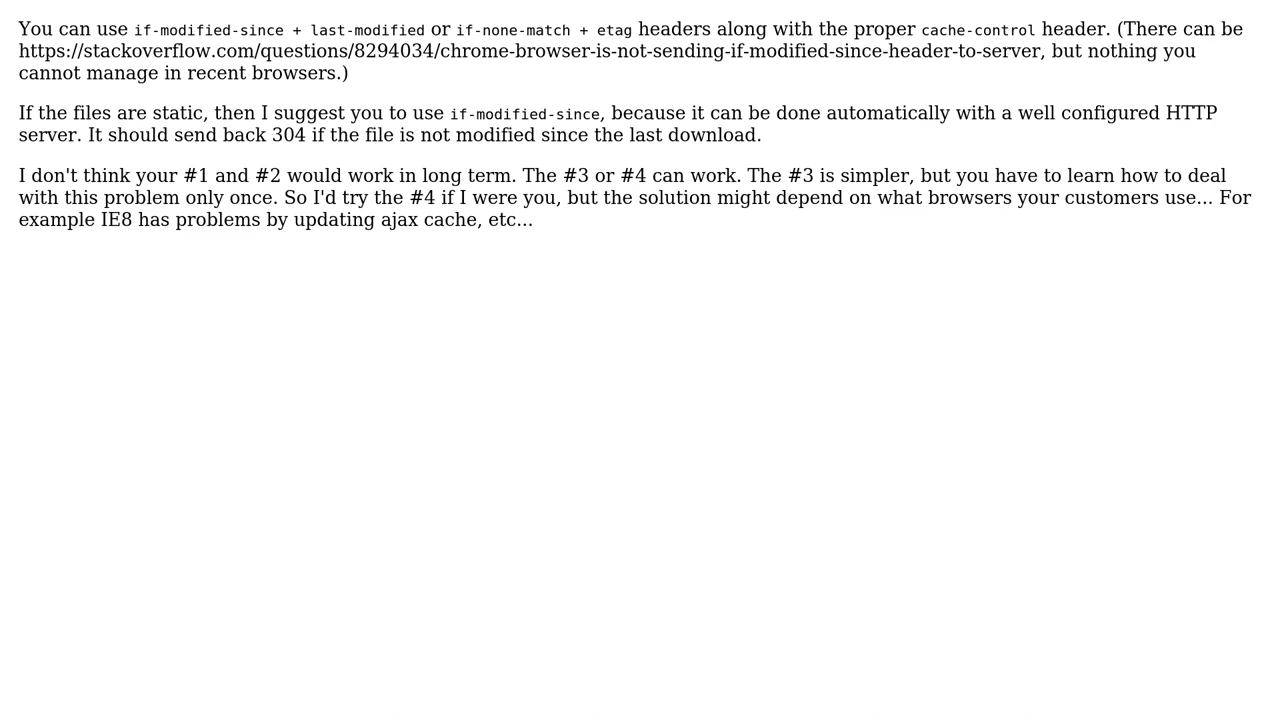 You can use if-modified-since + last-modified or if-none-match + etag headers along with the proper cache-control header. (There can be
https://stackoverflow.com/questions/8294034/chrome-browser-is-not-sending-if-modified-since-header-to-server, but nothing you
cannot manage in recent browsers.)
If the files are static, then I suggest you to use if-modified-since, because it can be done automatically with a well configured HTTP
server. It should send back 304 if the file is not modified since the last download.
I don't think your #1 and #2 would work in long term. The #3 or #4 can work. The #3 is simpler, but you have to learn how to deal
with this problem only once. So I'd try the #4 if I were you, but the solution might depend on what browsers your customers use... For
example IE8 has problems by updating ajax cache, etc...